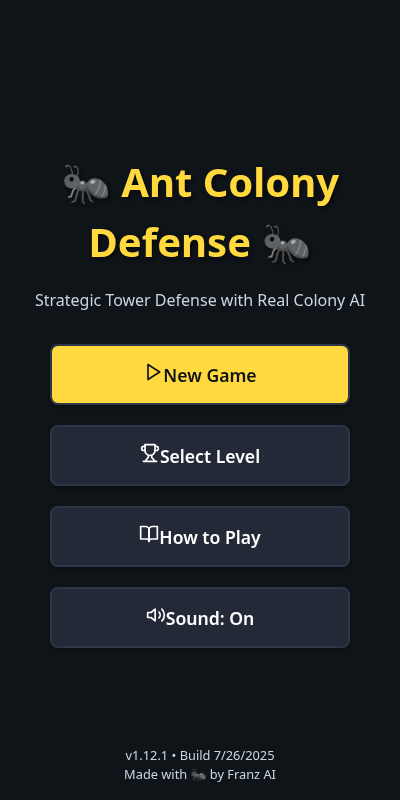 🐜 Ant Colony
Defense 🐜
Strategic Tower Defense with Real Colony AI
New Game
Select Level
How to Play
Sound: On
v1.12.1 • Build 7/26/2025
Made with 🐜 by Franz AI